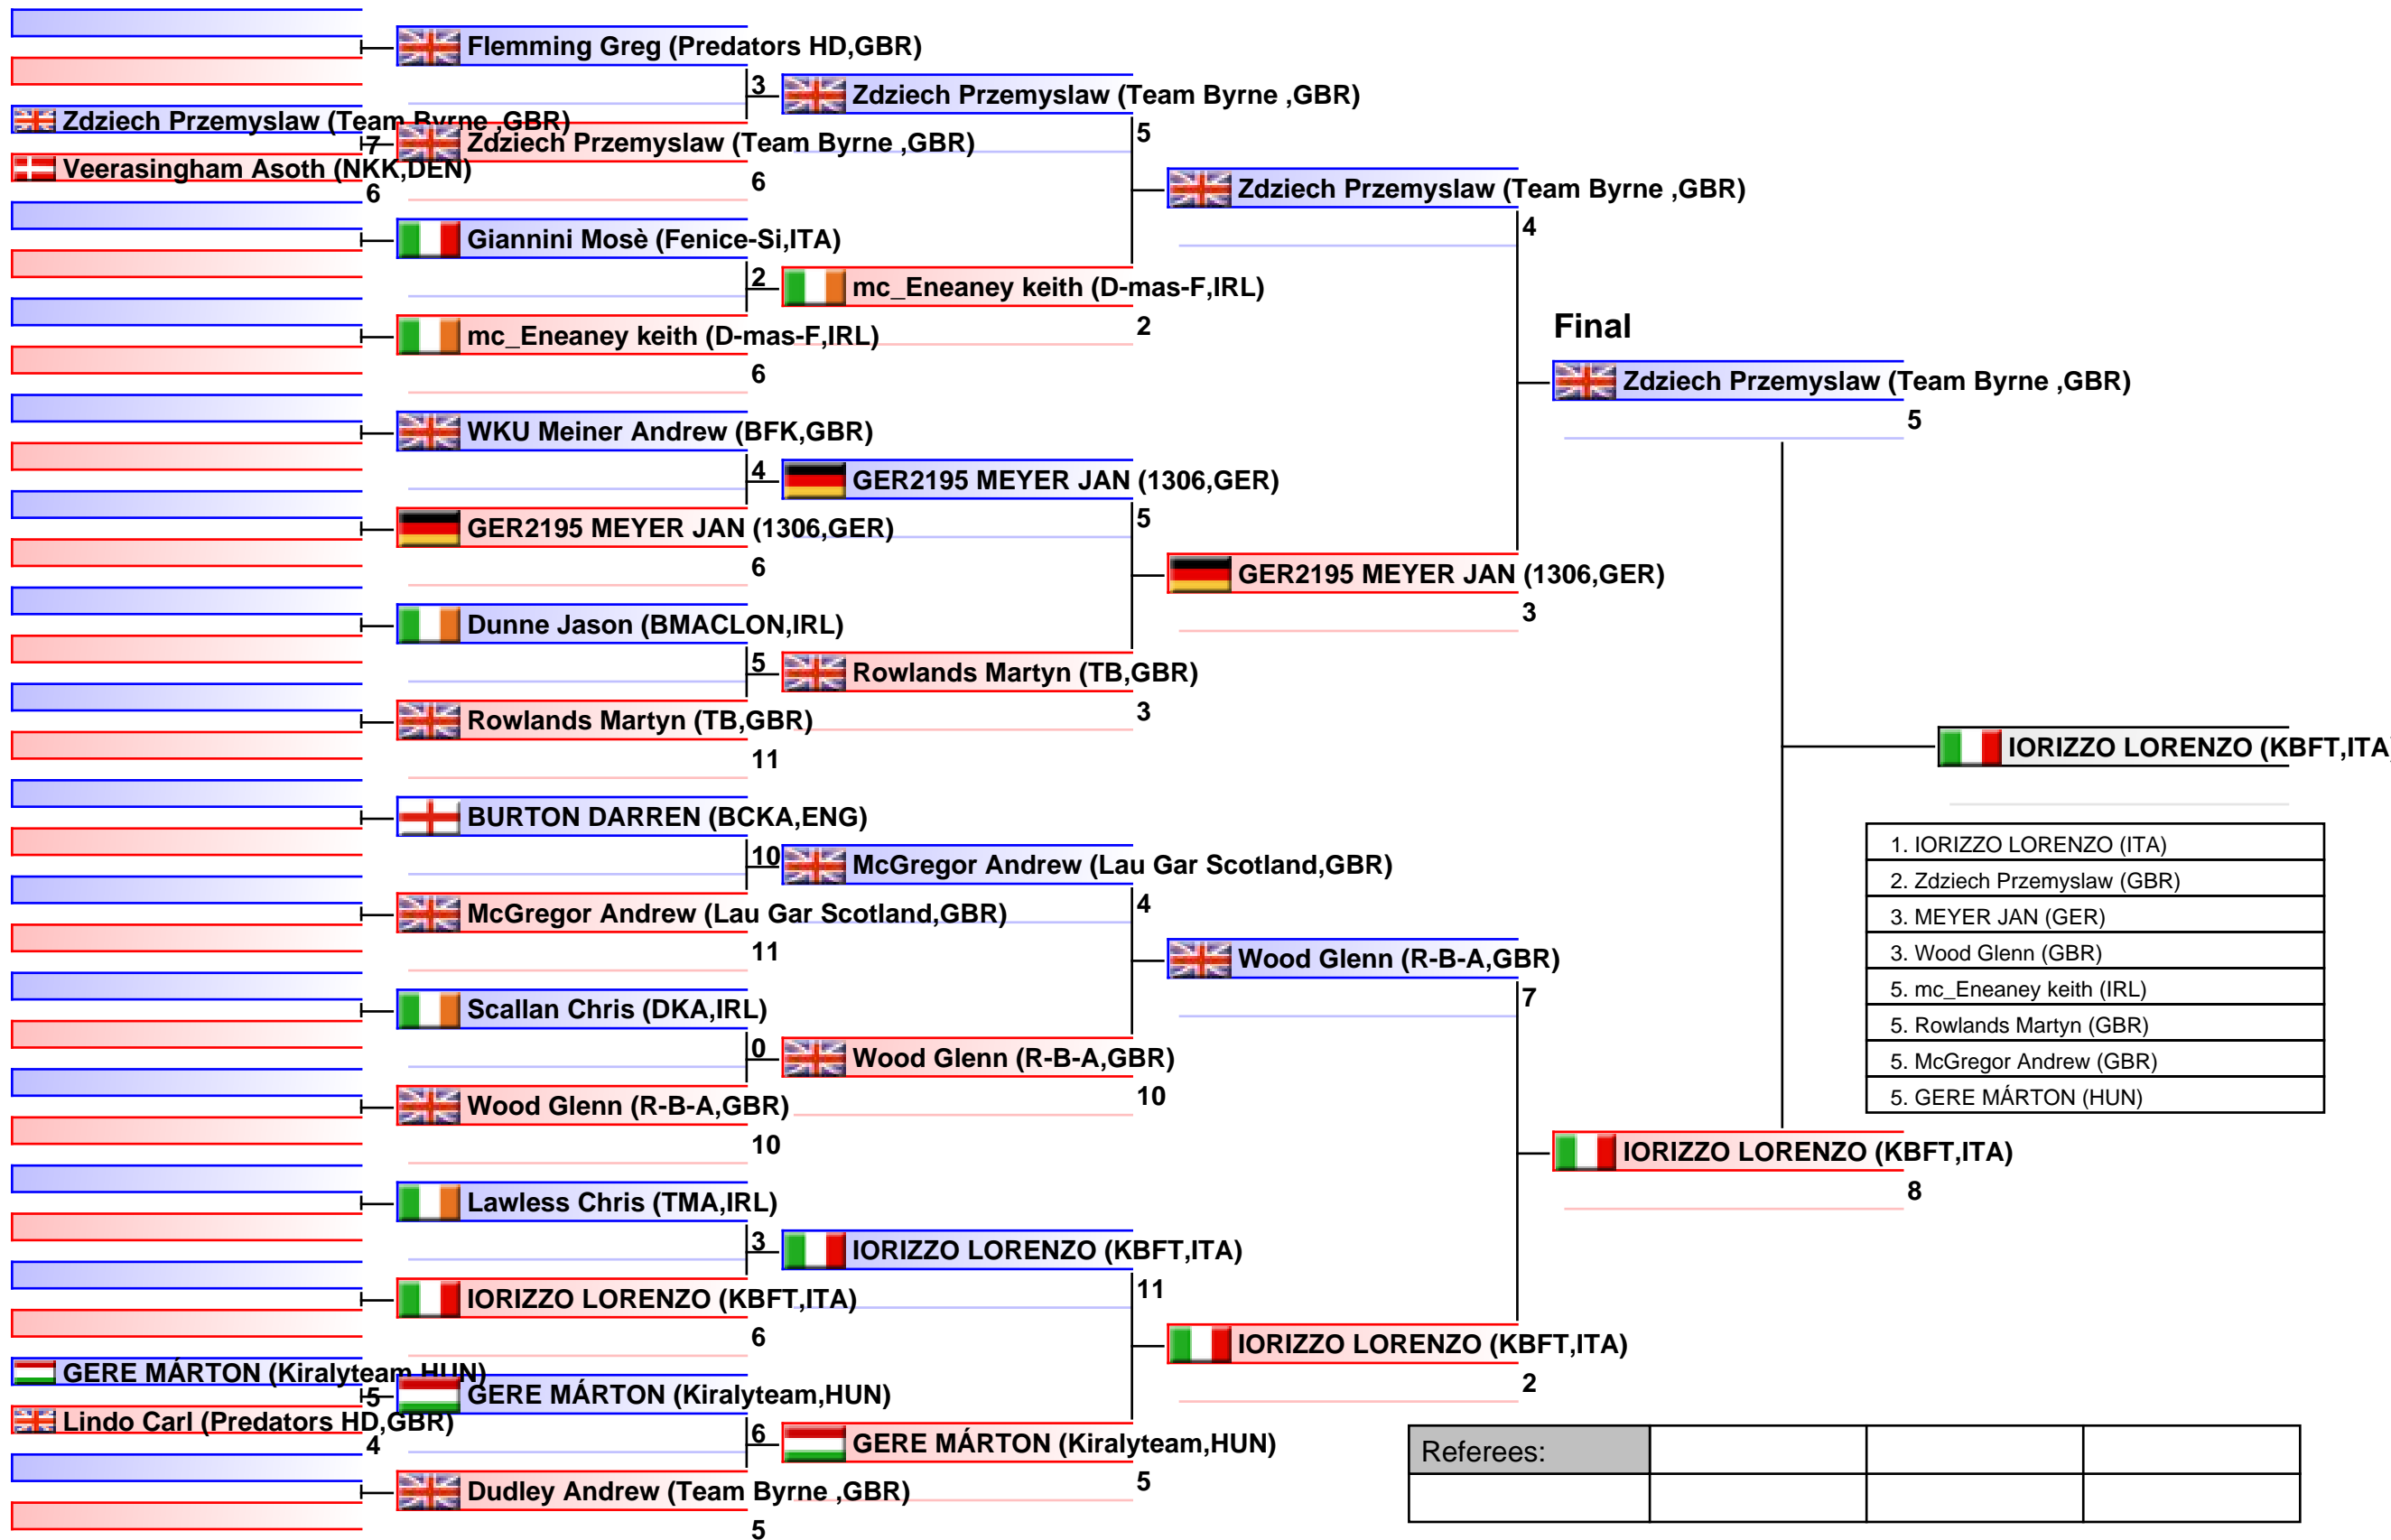 Zdziech Przemyslaw (Team Byrne ,GBR)
7
Veerasingham Asoth (NKK,DEN)
6
GERE MÁRTON (Kiralyteam,HUN)
5
Lindo Carl (Predators HD,GBR)
4
Flemming Greg (Predators HD,GBR)
3
Zdziech Przemyslaw (Team Byrne ,GBR)
6
Giannini Mosè (Fenice-Si,ITA)
2
mc_Eneaney keith (D-mas-F,IRL)
6
WKU Meiner Andrew (BFK,GBR)
4
GER2195 MEYER JAN (1306,GER)
6
Dunne Jason (BMACLON,IRL)
5
Rowlands Martyn (TB,GBR)
11
BURTON DARREN (BCKA,ENG)
10
McGregor Andrew (Lau Gar Scotland,GBR)
11
Scallan Chris (DKA,IRL)
0
Wood Glenn (R-B-A,GBR)
10
Lawless Chris (TMA,IRL)
3
IORIZZO LORENZO (KBFT,ITA)
6
GERE MÁRTON (Kiralyteam,HUN)
6
Dudley Andrew (Team Byrne ,GBR)
5
Zdziech Przemyslaw (Team Byrne ,GBR)
5
mc_Eneaney keith (D-mas-F,IRL)
2
GER2195 MEYER JAN (1306,GER)
5
Rowlands Martyn (TB,GBR)
3
McGregor Andrew (Lau Gar Scotland,GBR)
4
Wood Glenn (R-B-A,GBR)
10
IORIZZO LORENZO (KBFT,ITA)
11
GERE MÁRTON (Kiralyteam,HUN)
5
Zdziech Przemyslaw (Team Byrne ,GBR)
4
GER2195 MEYER JAN (1306,GER)
3
Wood Glenn (R-B-A,GBR)
7
IORIZZO LORENZO (KBFT,ITA)
2
Final
Zdziech Przemyslaw (Team Byrne ,GBR)
5
IORIZZO LORENZO (KBFT,ITA)
8
IORIZZO LORENZO (KBFT,ITA)
1. IORIZZO LORENZO (ITA)
2. Zdziech Przemyslaw (GBR)
3. MEYER JAN (GER)
3. Wood Glenn (GBR)
5. mc_Eneaney keith (IRL)
5. Rowlands Martyn (GBR)
5. McGregor Andrew (GBR)
5. GERE MÁRTON (HUN)
Referees: